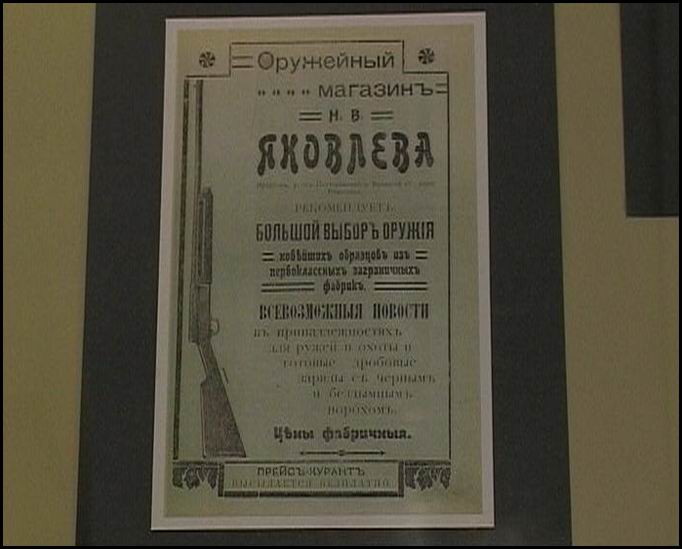 Оружейный
магазинъ
Н. В.
ЯКОВЛЕВА
РЕКОМЕНДУЕТЪ
БОЛЬШОЙ ВЫБОРЪ ОРУЖІЯ
новѣйшихъ образцовъ изъ
первоклассныхъ заграничныхъ
фабрикъ.
ВСЕВОЗМОЖНЫЯ НОВОСТИ
въ принадлежностяхъ
для ружей и охоты и
готовые дробовые
заряды съ чернымъ
и бездымнымъ
порохомъ.
Цѣны фабричныя.
ПРЕЙСЪ-КУРАНТЪ
ВЫСЫЛАЕТСЯ БЕЗПЛАТНО.